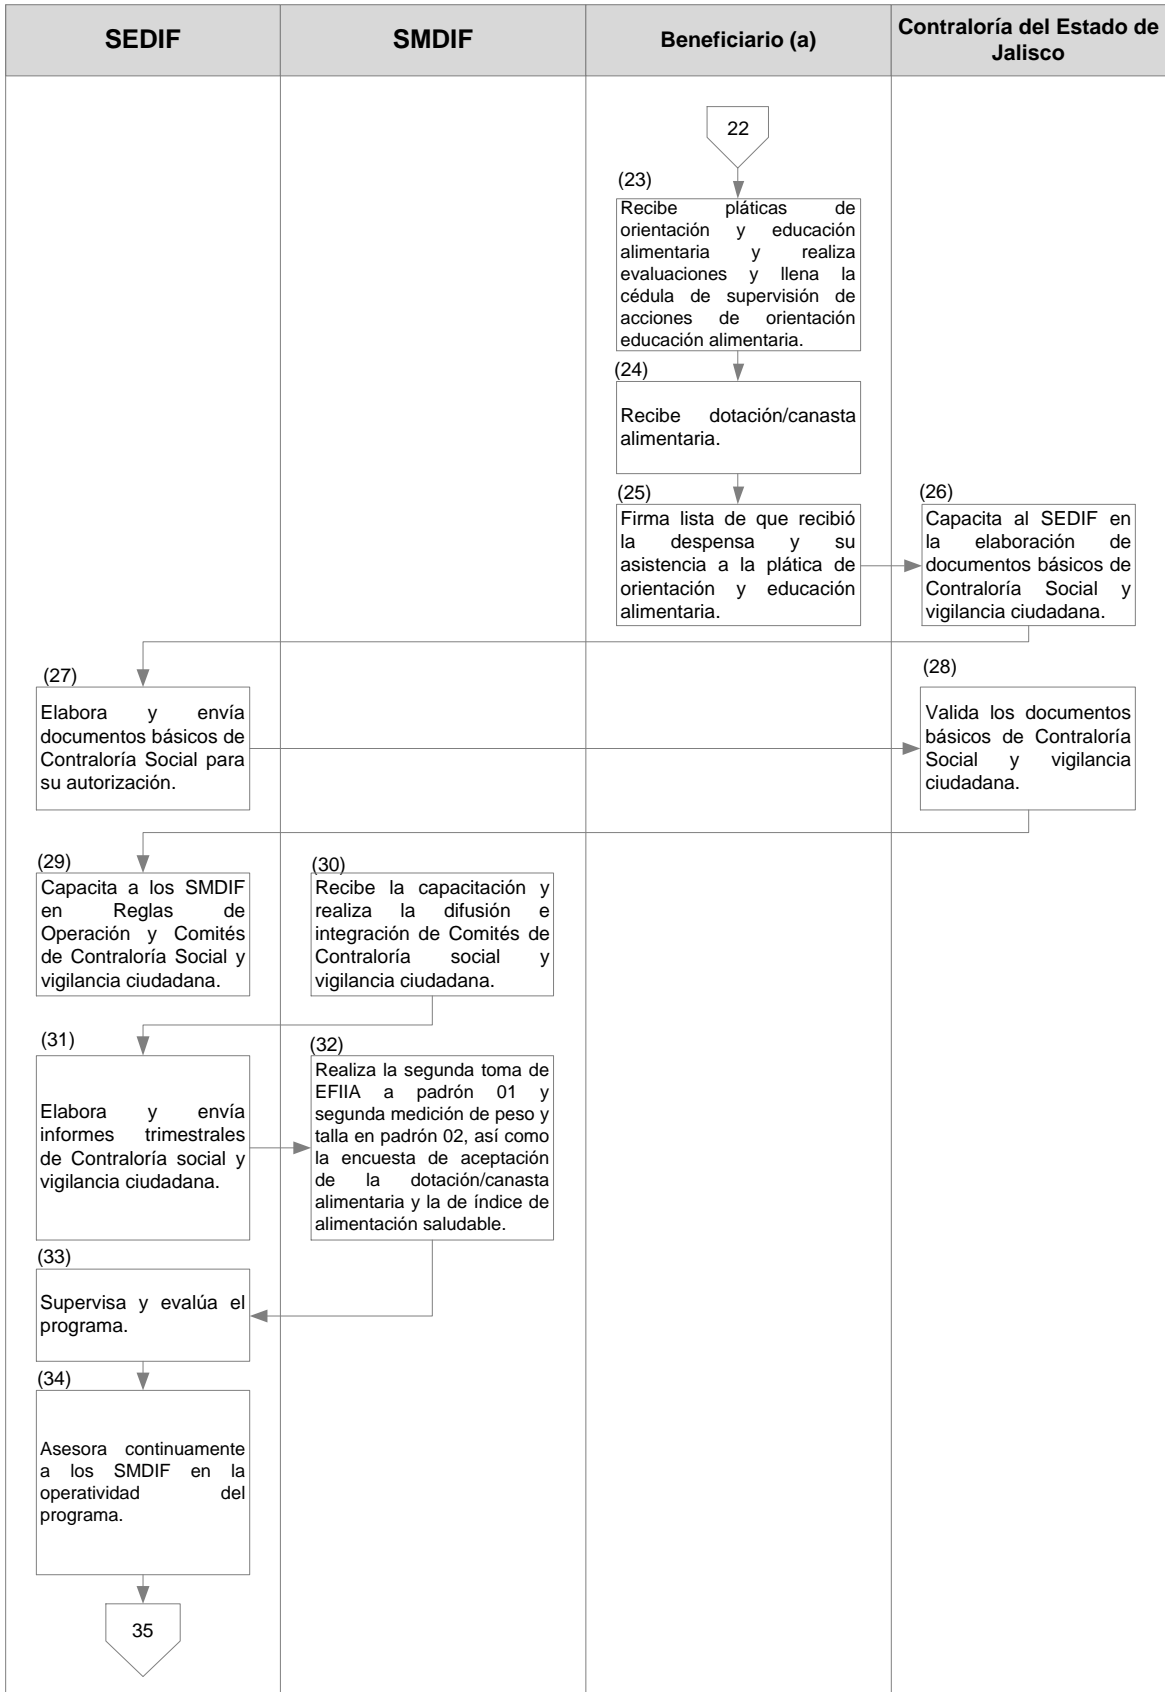 SEDIF
SMDIF
Beneficiario (a)
Contraloría del Estado de
Jalisco
22
(23)
Recibe pláticas de
orientación y educación
alimentaria y realiza
evaluaciones y llena la
cédula de supervisión de
acciones de orientación
educación alimentaria.
(24)
Recibe dotación/canasta
alimentaria.
(25)
Firma lista de que recibió
la despensa y su
asistencia a la plática de
orientación y educación
alimentaria.
(26)
Capacita al SEDIF en
la elaboración de
documentos básicos de
Contraloría Social y
vigilancia ciudadana.
(27)
Elabora y envía
documentos básicos de
Contraloría Social para
su autorización.
(28)
Valida los documentos
básicos de Contraloría
Social y vigilancia
ciudadana.
(29)
Capacita a los SMDIF
en Reglas de
Operación y Comités
de Contraloría Social y
vigilancia ciudadana.
(30)
Recibe la capacitación y
realiza la difusión e
integración de Comités de
Contraloría social y
vigilancia ciudadana.
(31)
Elabora y envía
informes trimestrales
de Contraloría social y
vigilancia ciudadana.
(32)
Realiza la segunda toma de
EFIIA a padrón 01 y
segunda medición de peso y
talla en padrón 02, así como
la encuesta de aceptación
de la dotación/canasta
alimentaria y la de índice de
alimentación saludable.
(33)
Supervisa y evalúa el
programa.
(34)
Asesora continuamente
a los SMDIF en la
operatividad del
programa.
35